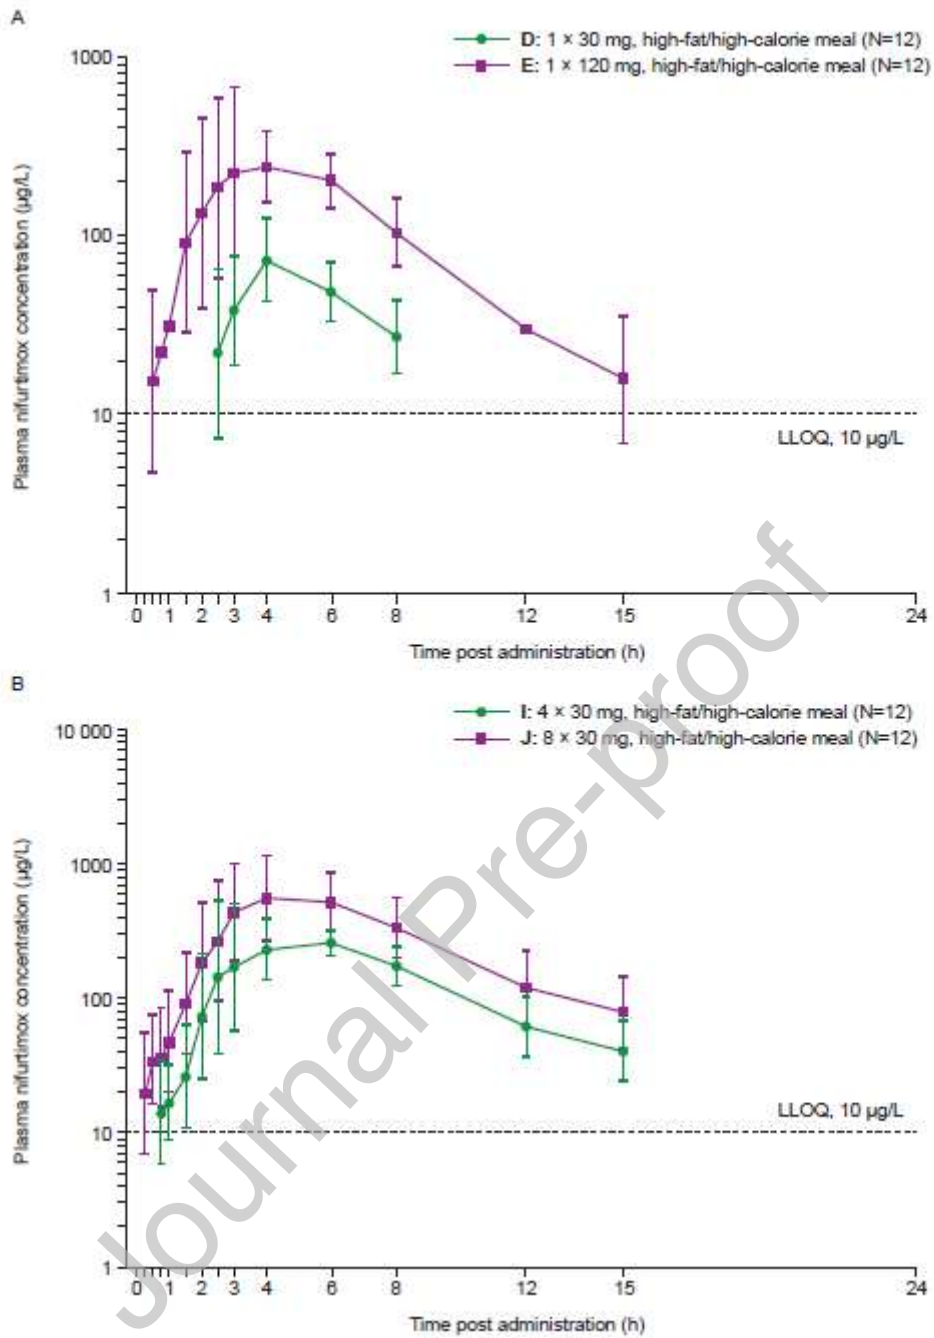 A
D: 1 × 30 mg, high-fat/high-calorie meal (N=12)
E: 1 × 120 mg, high-fat/high-calorie meal (N=12)
Plasma nifurtimox concentration (µg/L)
1000
100
10
1
LLOQ, 10 µg/L
0 1 2 3 4 6 8 12 15 24
Time post administration (h)
B
I: 4 × 30 mg, high-fat/high-calorie meal (N=12)
J: 8 × 30 mg, high-fat/high-calorie meal (N=12)
Plasma nifurtimox concentration (µg/L)
10 000
1000
100
10
1
LLOQ, 10 µg/L
0 1 2 3 4 6 8 12 15 24
Time post administration (h)
Journal Pre-proof